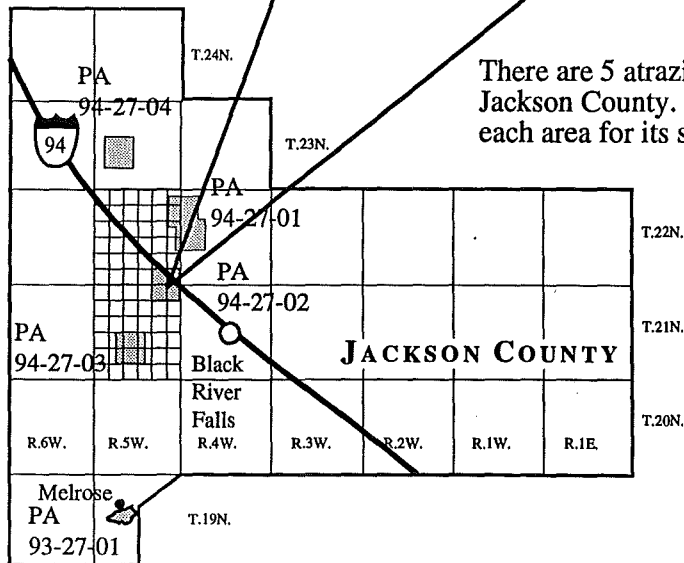 T.24N.
There are 5 atrazi
Jackson County.
each area for its s
PA
94-27-04
94
T.23N.
PA
94-27-01
T.22N.
PA
94-27-02
T.21N.
JACKSON COUNTY
PA
94-27-03
Black
River
Falls
T.20N.
R.6W.
R.5W.
R.4W.
R.3W.
R.2W.
R.1W.
R.1E.
Melrose
PA
93-27-01
T.19N.